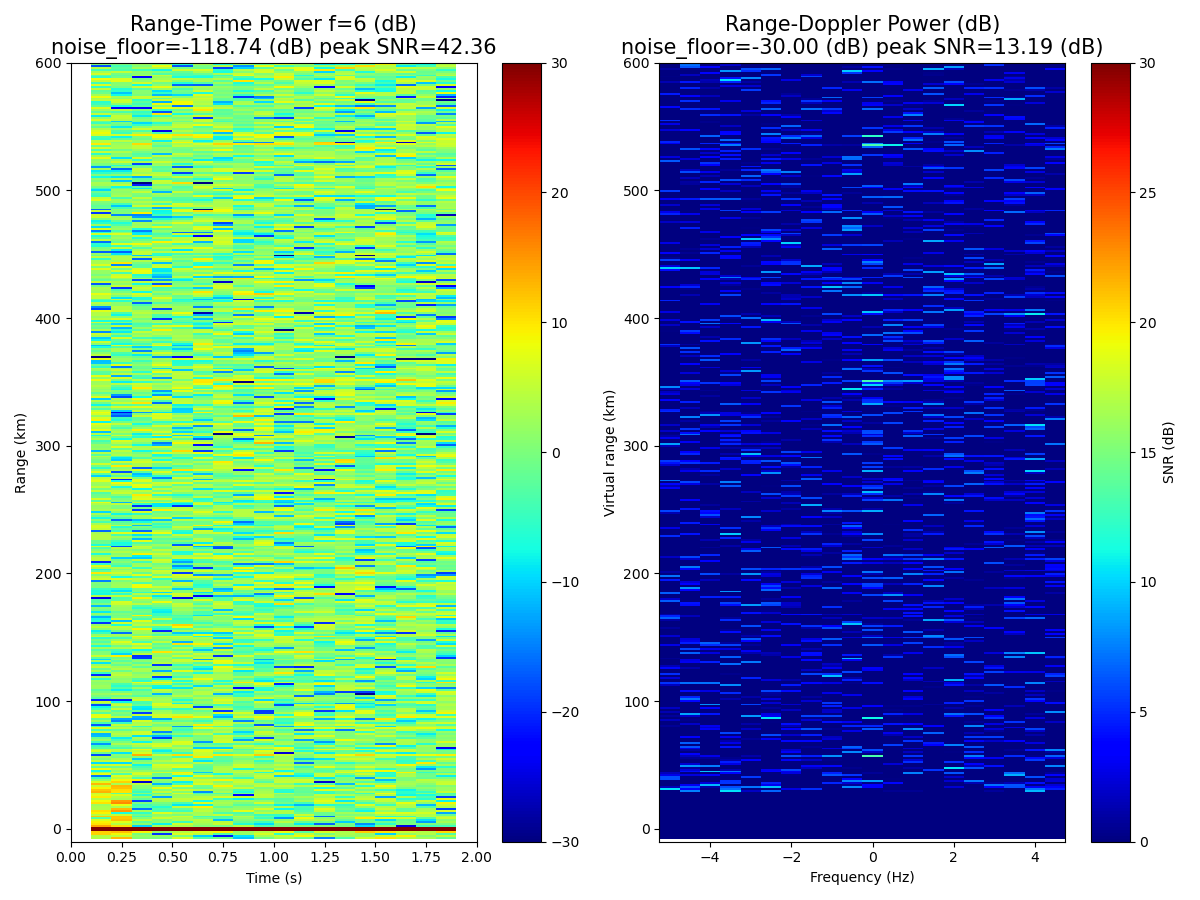 Range-Time Power f=6 (dB)
noise_floor=-118.74 (dB) peak SNR=42.36
600
500
400
300
200
100
0
Range (km)
0.00 0.25 0.50 0.75 1.00 1.25 1.50 1.75 2.00
Time (s)
30
20
10
0
−10
−20
−30
Range-Doppler Power (dB)
noise_floor=-30.00 (dB) peak SNR=13.19 (dB)
600
500
400
300
200
100
0
Virtual range (km)
−4 −2 0 2 4
Frequency (Hz)
30
25
20
15
10
5
0
SNR (dB)